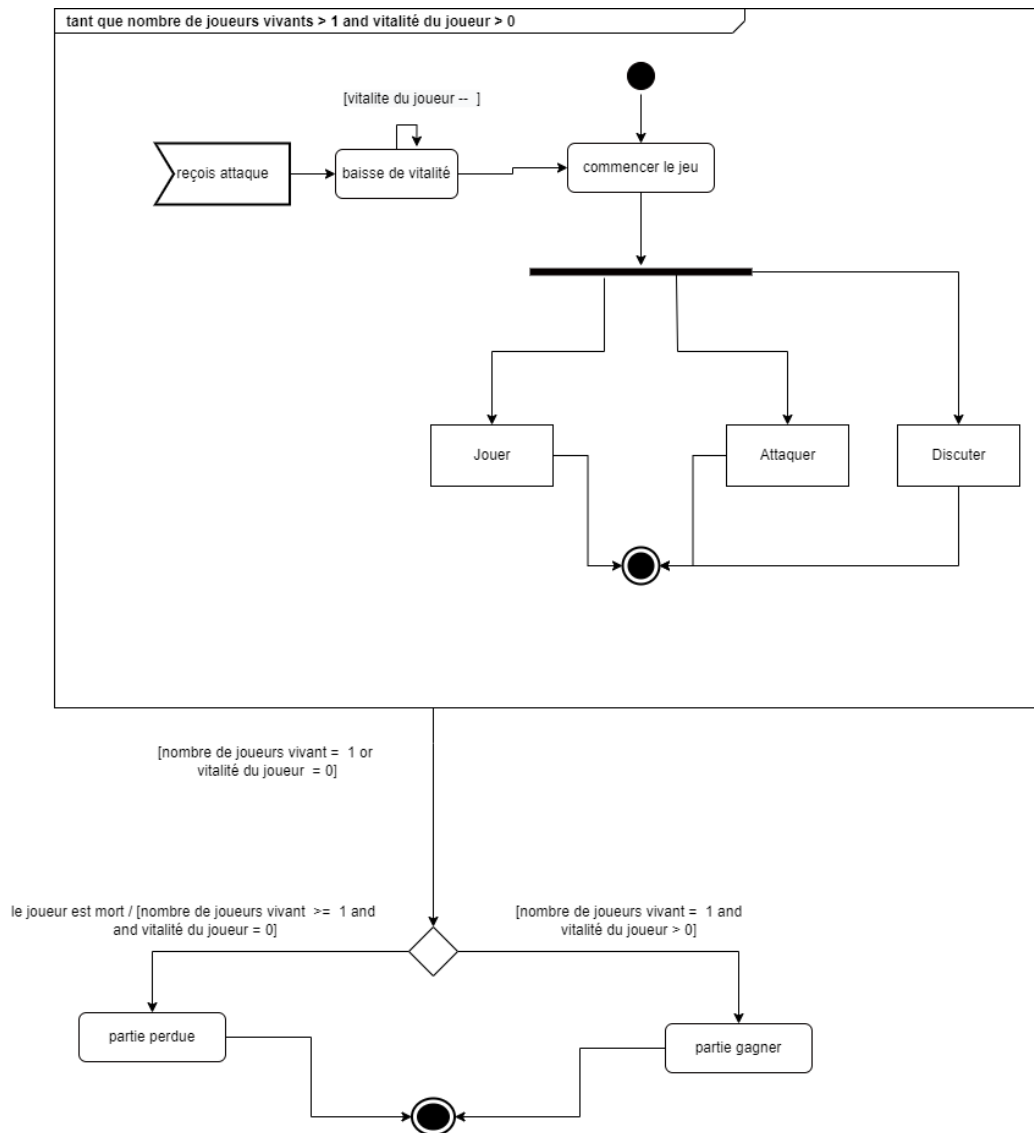 tant que nombre de joueurs vivants > 1 and vitalité du joueur > 0
[vitalite du joueur -- ]
reçois attaque
baisse de vitalité
commencer le jeu
Jouer
Attaquer
Discuter
[nombre de joueurs vivant = 1 or
vitalité du joueur = 0]
le joueur est mort / [nombre de joueurs vivant >= 1 and
and vitalité du joueur = 0]
[nombre de joueurs vivant = 1 and
vitalité du joueur > 0]
partie perdue
partie gagner